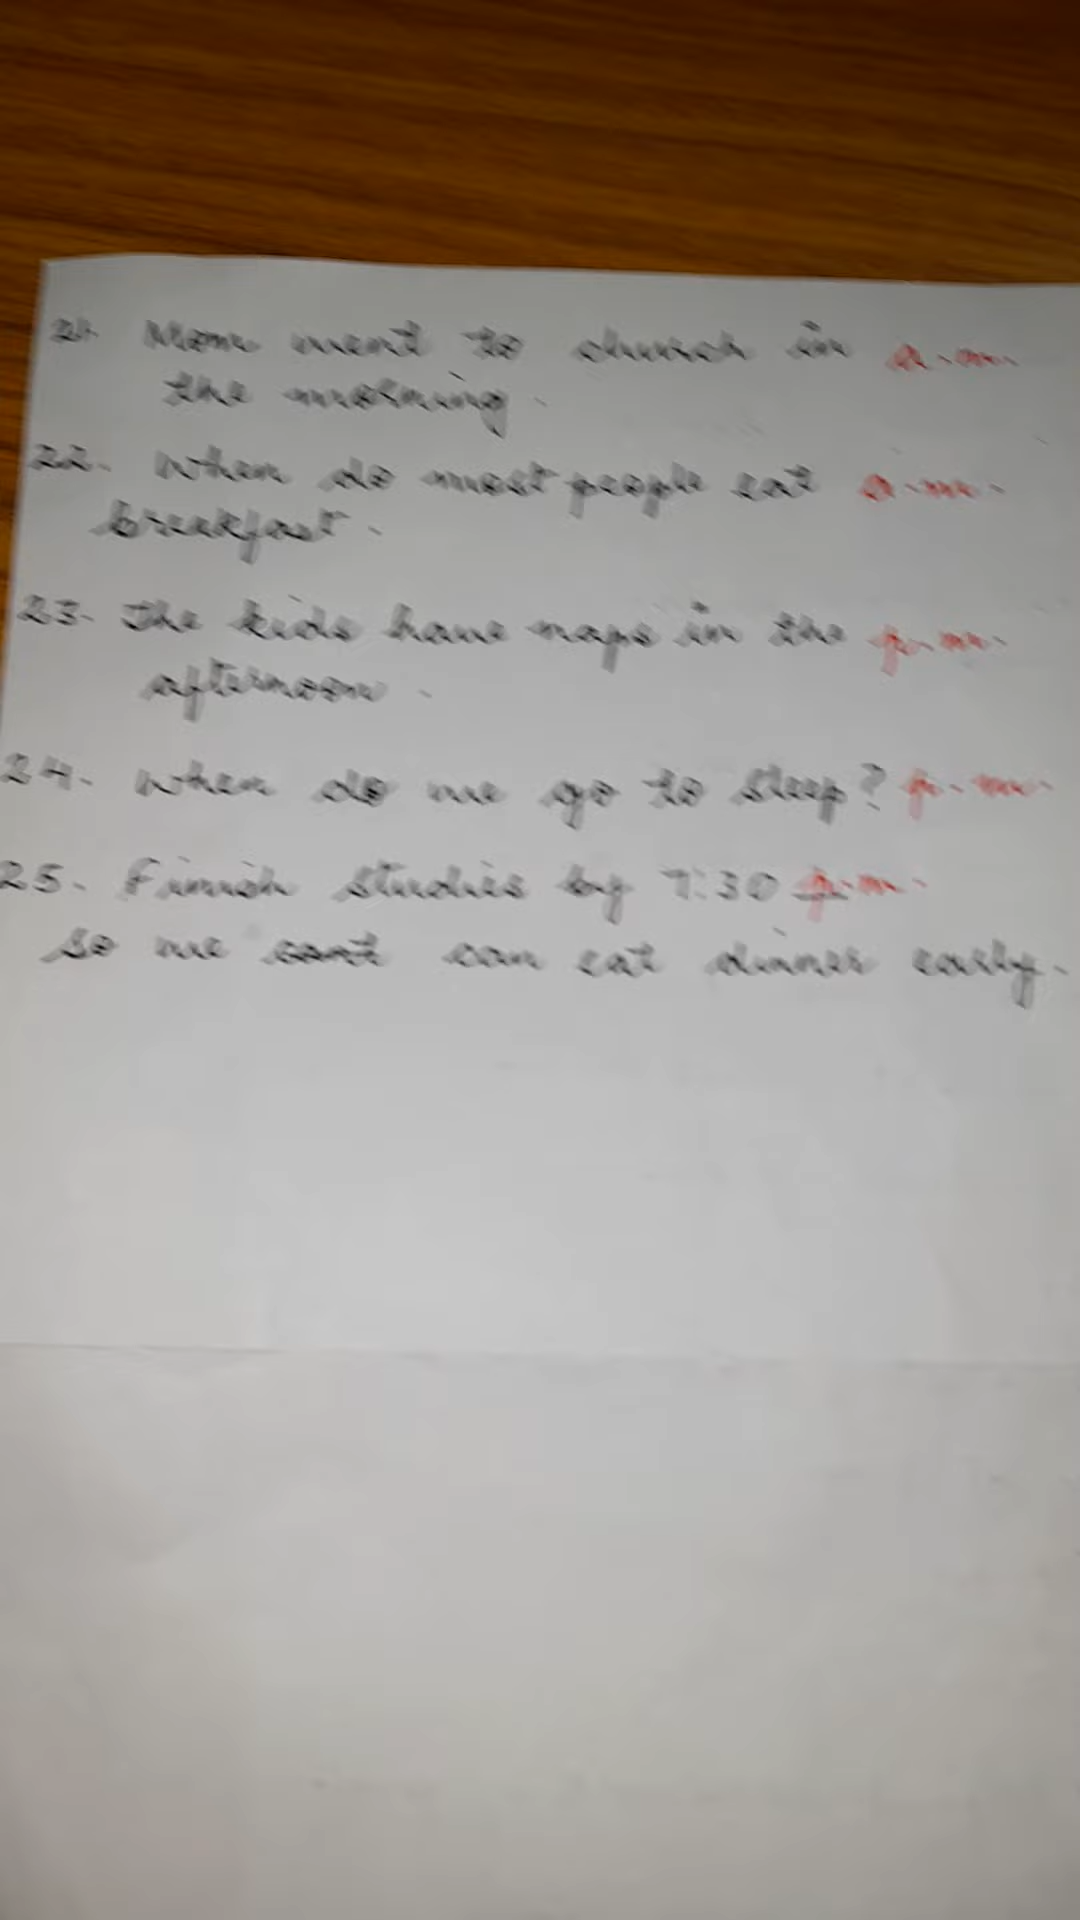 21. Mom went to church in a.m.
the morning.
22. When do most people eat a.m.
breakfast.
23. The kids have naps in the p.m.
afternoon.
24. When do we go to sleep? p.m.
25. Finish studies by 7:30 p.m.
so we cant can eat dinner early.